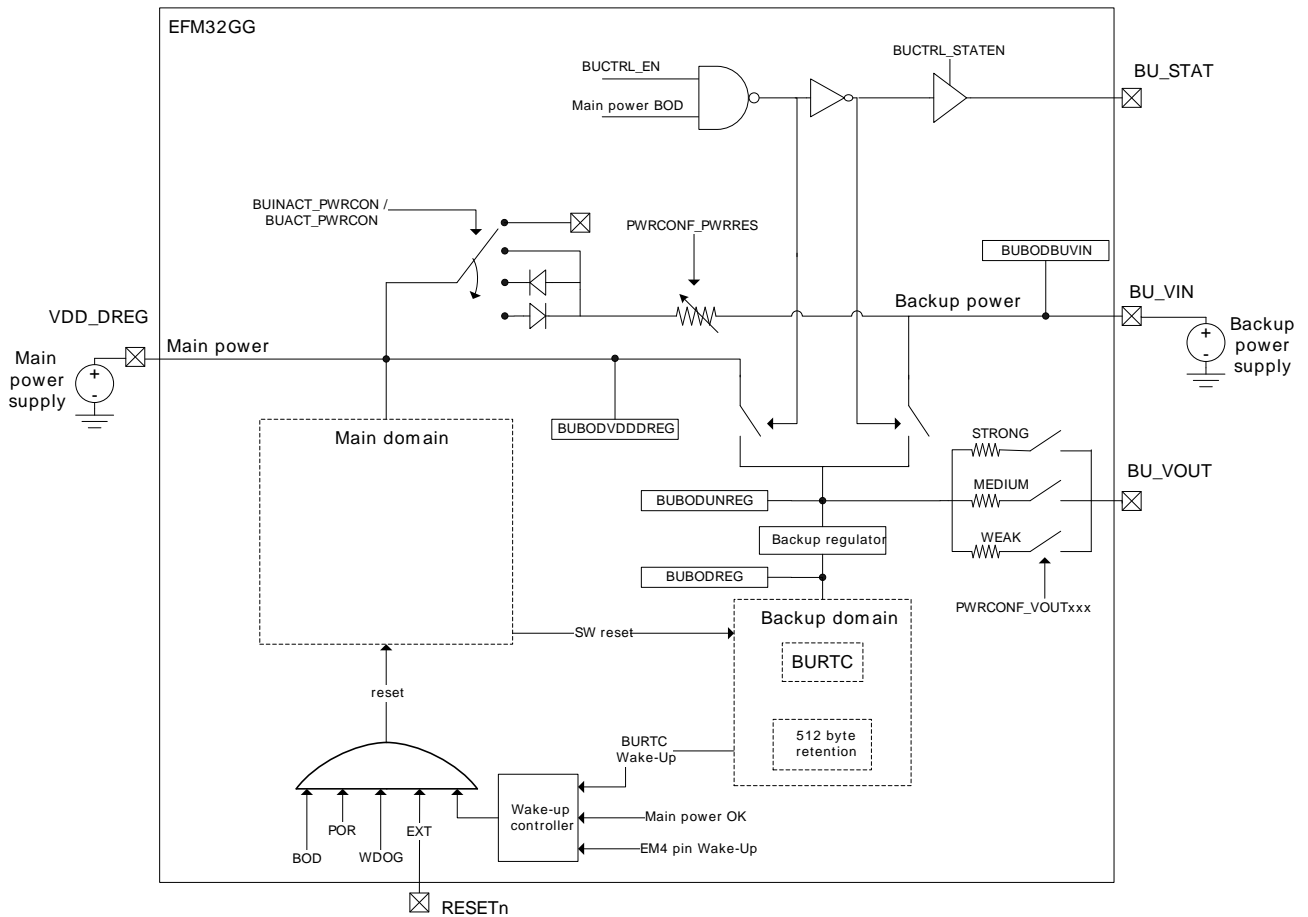 EFM32GG
BUCTRL_EN
BUCTRL_STATEN
BU_STAT
Main power BOD
BUINACT_PWRCON /
BUACT_PWRCON
PWRCONF_PWRRES
BUBODBUVIN
Backup power
BU_VIN
VDD_DREG
Main power
Main
power
supply
+
-
+
-
Backup
power
supply
Main domain
BUBODVDDDREG
STRONG
MEDIUM
WEAK
BU_VOUT
BUBODUNREG
Backup regulator
BUBODREG
PWRCONF_VOUTxxx
Backup domain
SW reset
BURTC
reset
512 byte
retention
BURTC
Wake-Up
Wake-up
controller
Main power OK
EM4 pin Wake-Up
BOD
POR
WDOG
EXT
RESETn